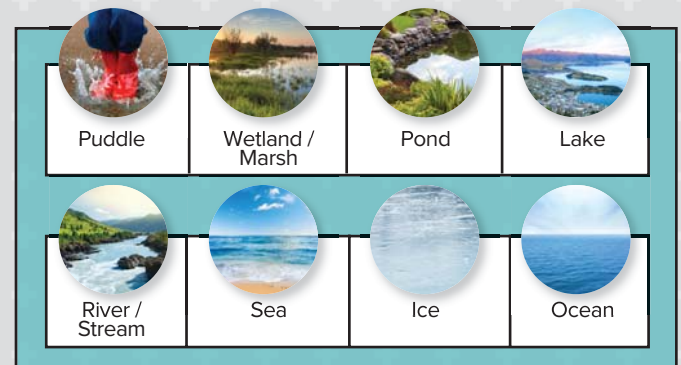 Puddle
Wetland /
Marsh
Pond
Lake
River /
Stream
Sea
Ice
Ocean